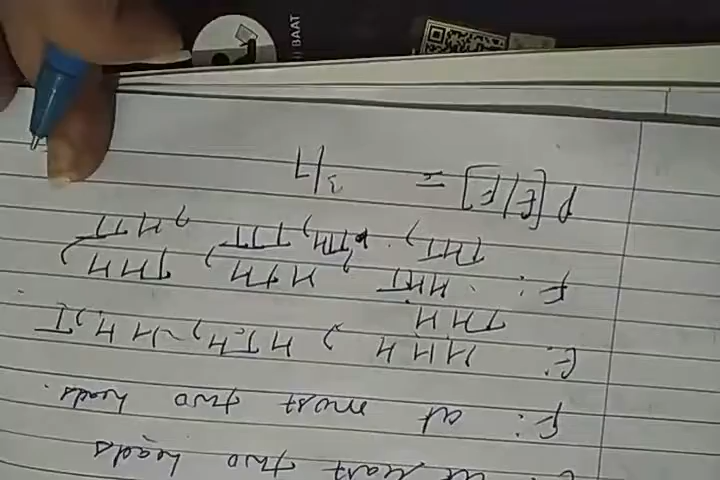 at least two heads
F: at most two heads.
E: HHH, HTH, HHT,
THH
F: HHT, HTH, THH,
THT, TTH, TTT, HTT
P[E/F] = 3/7
BAAT